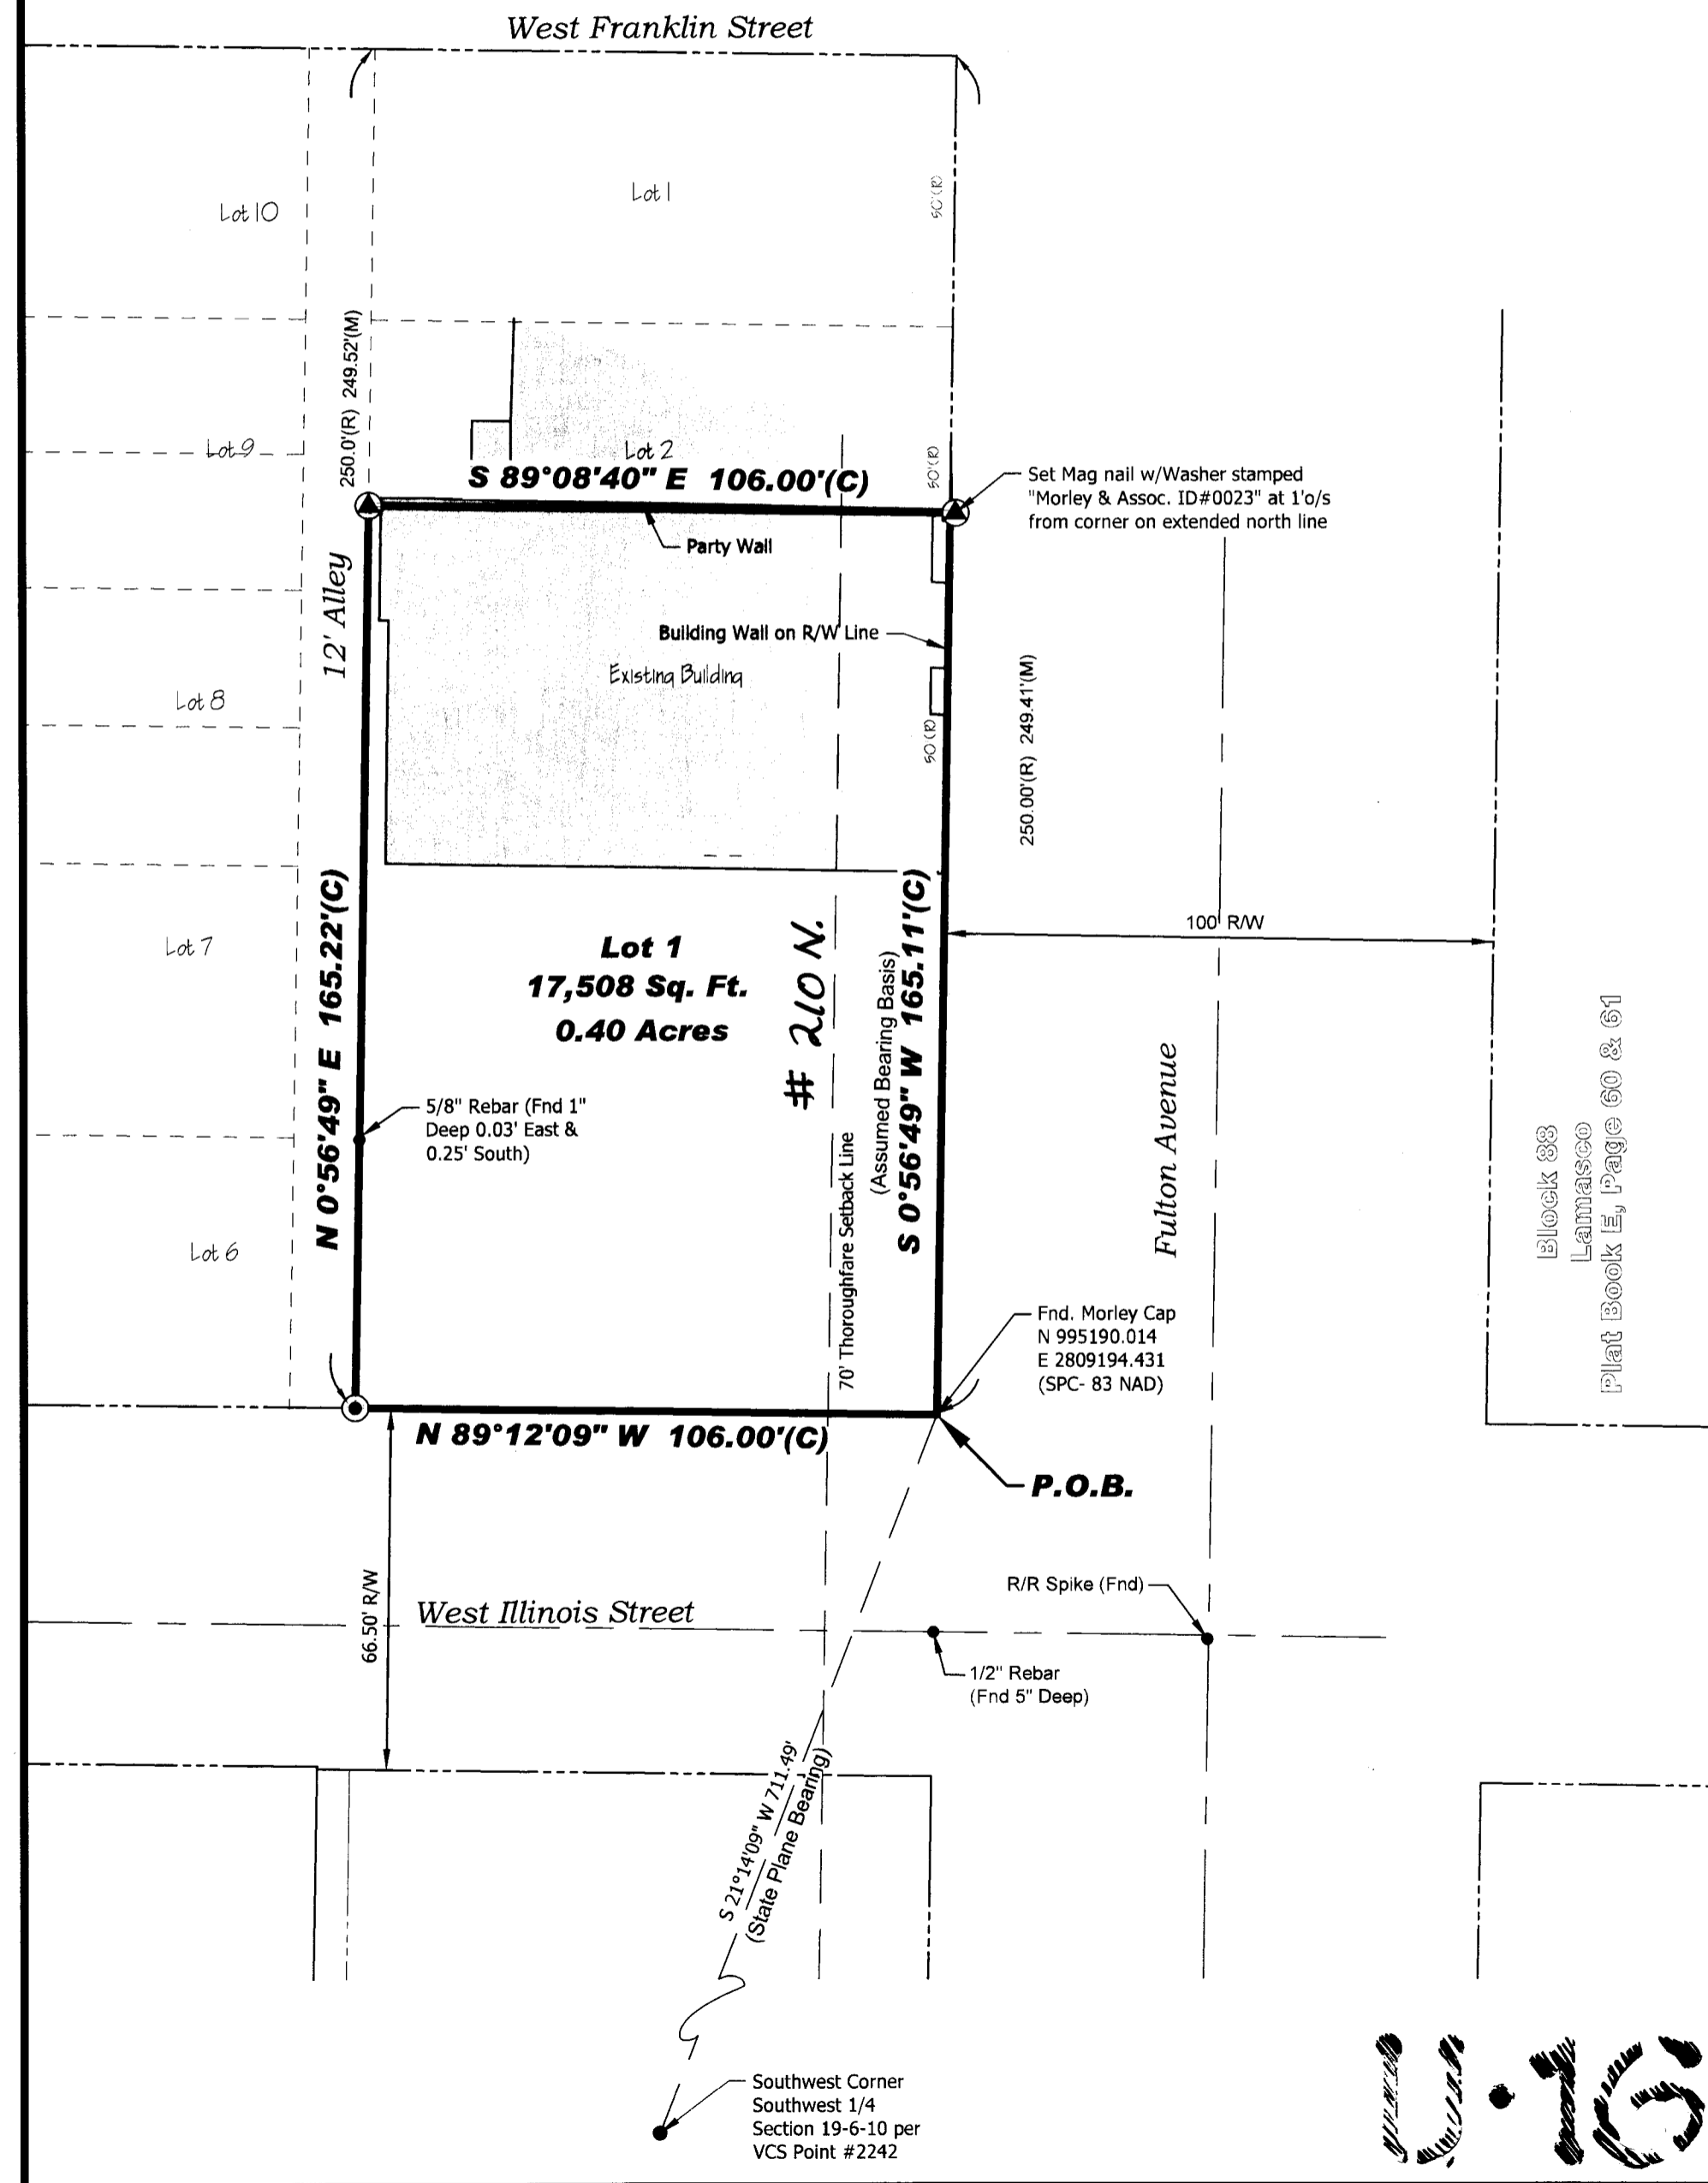 West Franklin Street
Lot 10
Lot 1
50'(R)
250.0'(R) 249.52'(M)
Lot 9
Lot 2
50'(R)
S 89°08'40" E 106.00'(C)
Set Mag nail w/Washer stamped
"Morley & Assoc. ID#0023" at 1'o/s
from corner on extended north line
Party Wall
12' Alley
Building Wall on R/W Line
Existing Building
Lot 8
50'(R)
250.00'(R) 249.41'(M)
N 0°56'49" E 165.22'(C)
Lot 7
Lot 1
17,508 Sq. Ft.
0.40 Acres
# 210 N.
(Assumed Bearing Basis)
S 0°56'49" W 165.11'(C)
100' R/W
5/8" Rebar (Fnd 1"
Deep 0.03' East &
0.25' South)
70' Thoroughfare Setback Line
Fulton Avenue
Block 88
Lamasco
Plat Book E, Page 60 & 61
Lot 6
Fnd. Morley Cap
N 995190.014
E 2809194.431
(SPC- 83 NAD)
N 89°12'09" W 106.00'(C)
P.O.B.
66.50' R/W
West Illinois Street
R/R Spike (Fnd)
1/2" Rebar
(Fnd 5" Deep)
S 21°14'09" W 711.49'
(State Plane Bearing)
Southwest Corner
Southwest 1/4
Section 19-6-10 per
VCS Point #2242
U·16